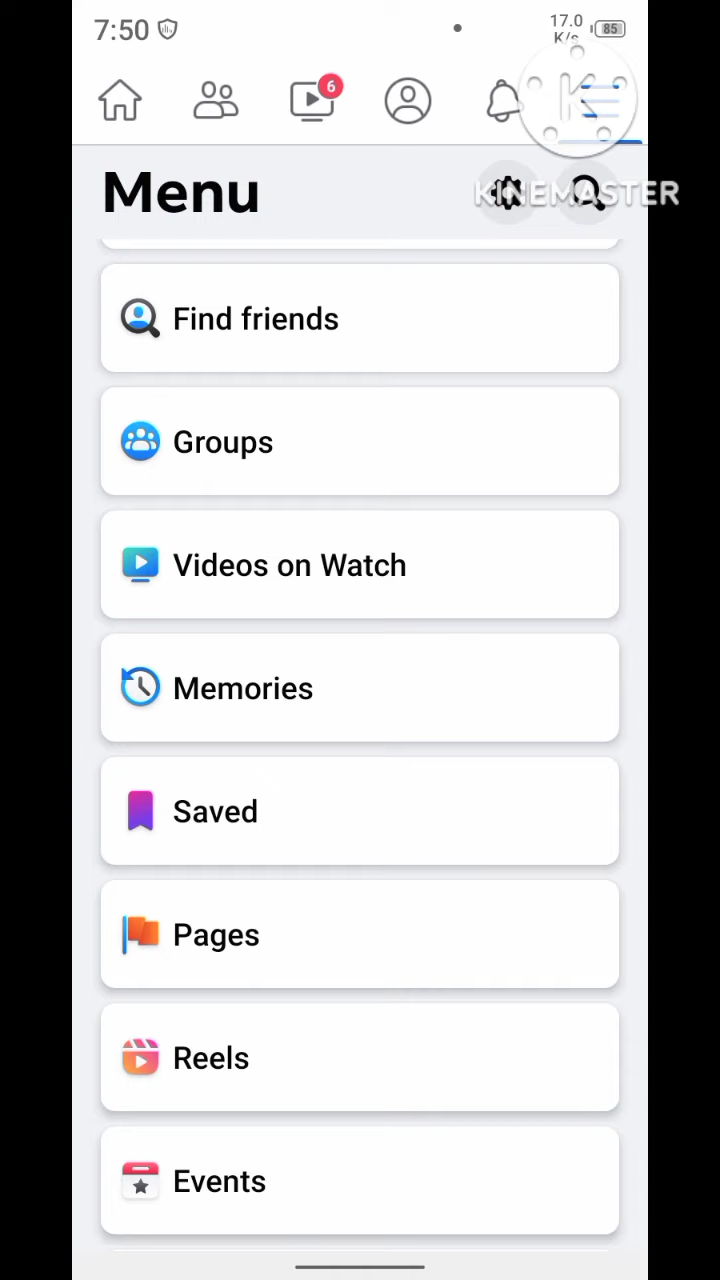 7:50
17.0
K/s
85
6
K
Menu
KINEMASTER
Find friends
Groups
Videos on Watch
Memories
Saved
Pages
Reels
Events